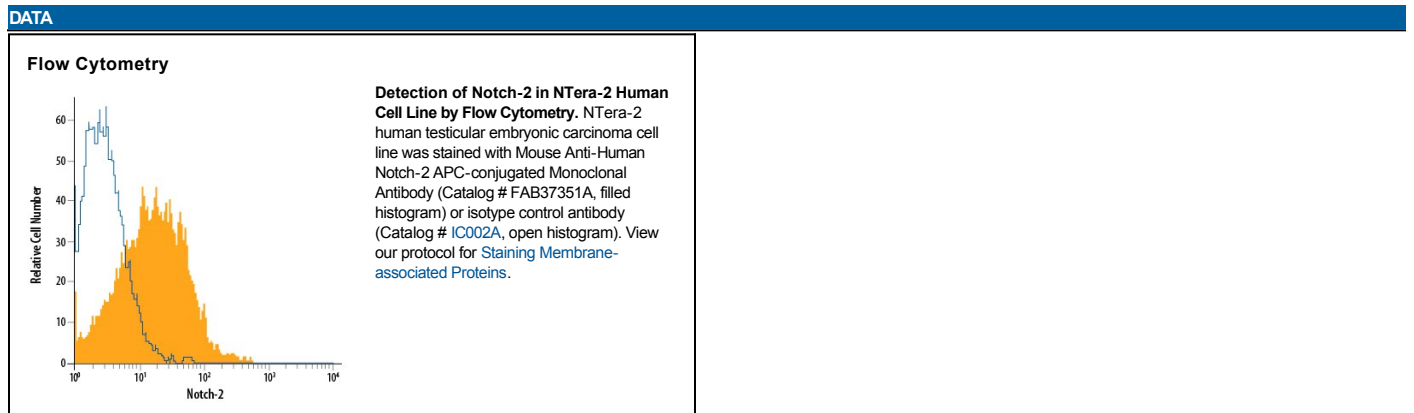 DATA
Flow Cytometry
Detection of Notch-2 in NTera-2 Human
Cell Line by Flow Cytometry. NTera-2
human testicular embryonic carcinoma cell
line was stained with Mouse Anti-Human
Notch-2 APC-conjugated Monoclonal
Antibody (Catalog # FAB37351A, filled
histogram) or isotype control antibody
(Catalog # IC002A, open histogram). View
our protocol for Staining Membrane-
associated Proteins.
Relative Cell Number
60
50
40
30
20
10
0
10⁰ 10¹ 10² 10³ 10⁴
Notch-2